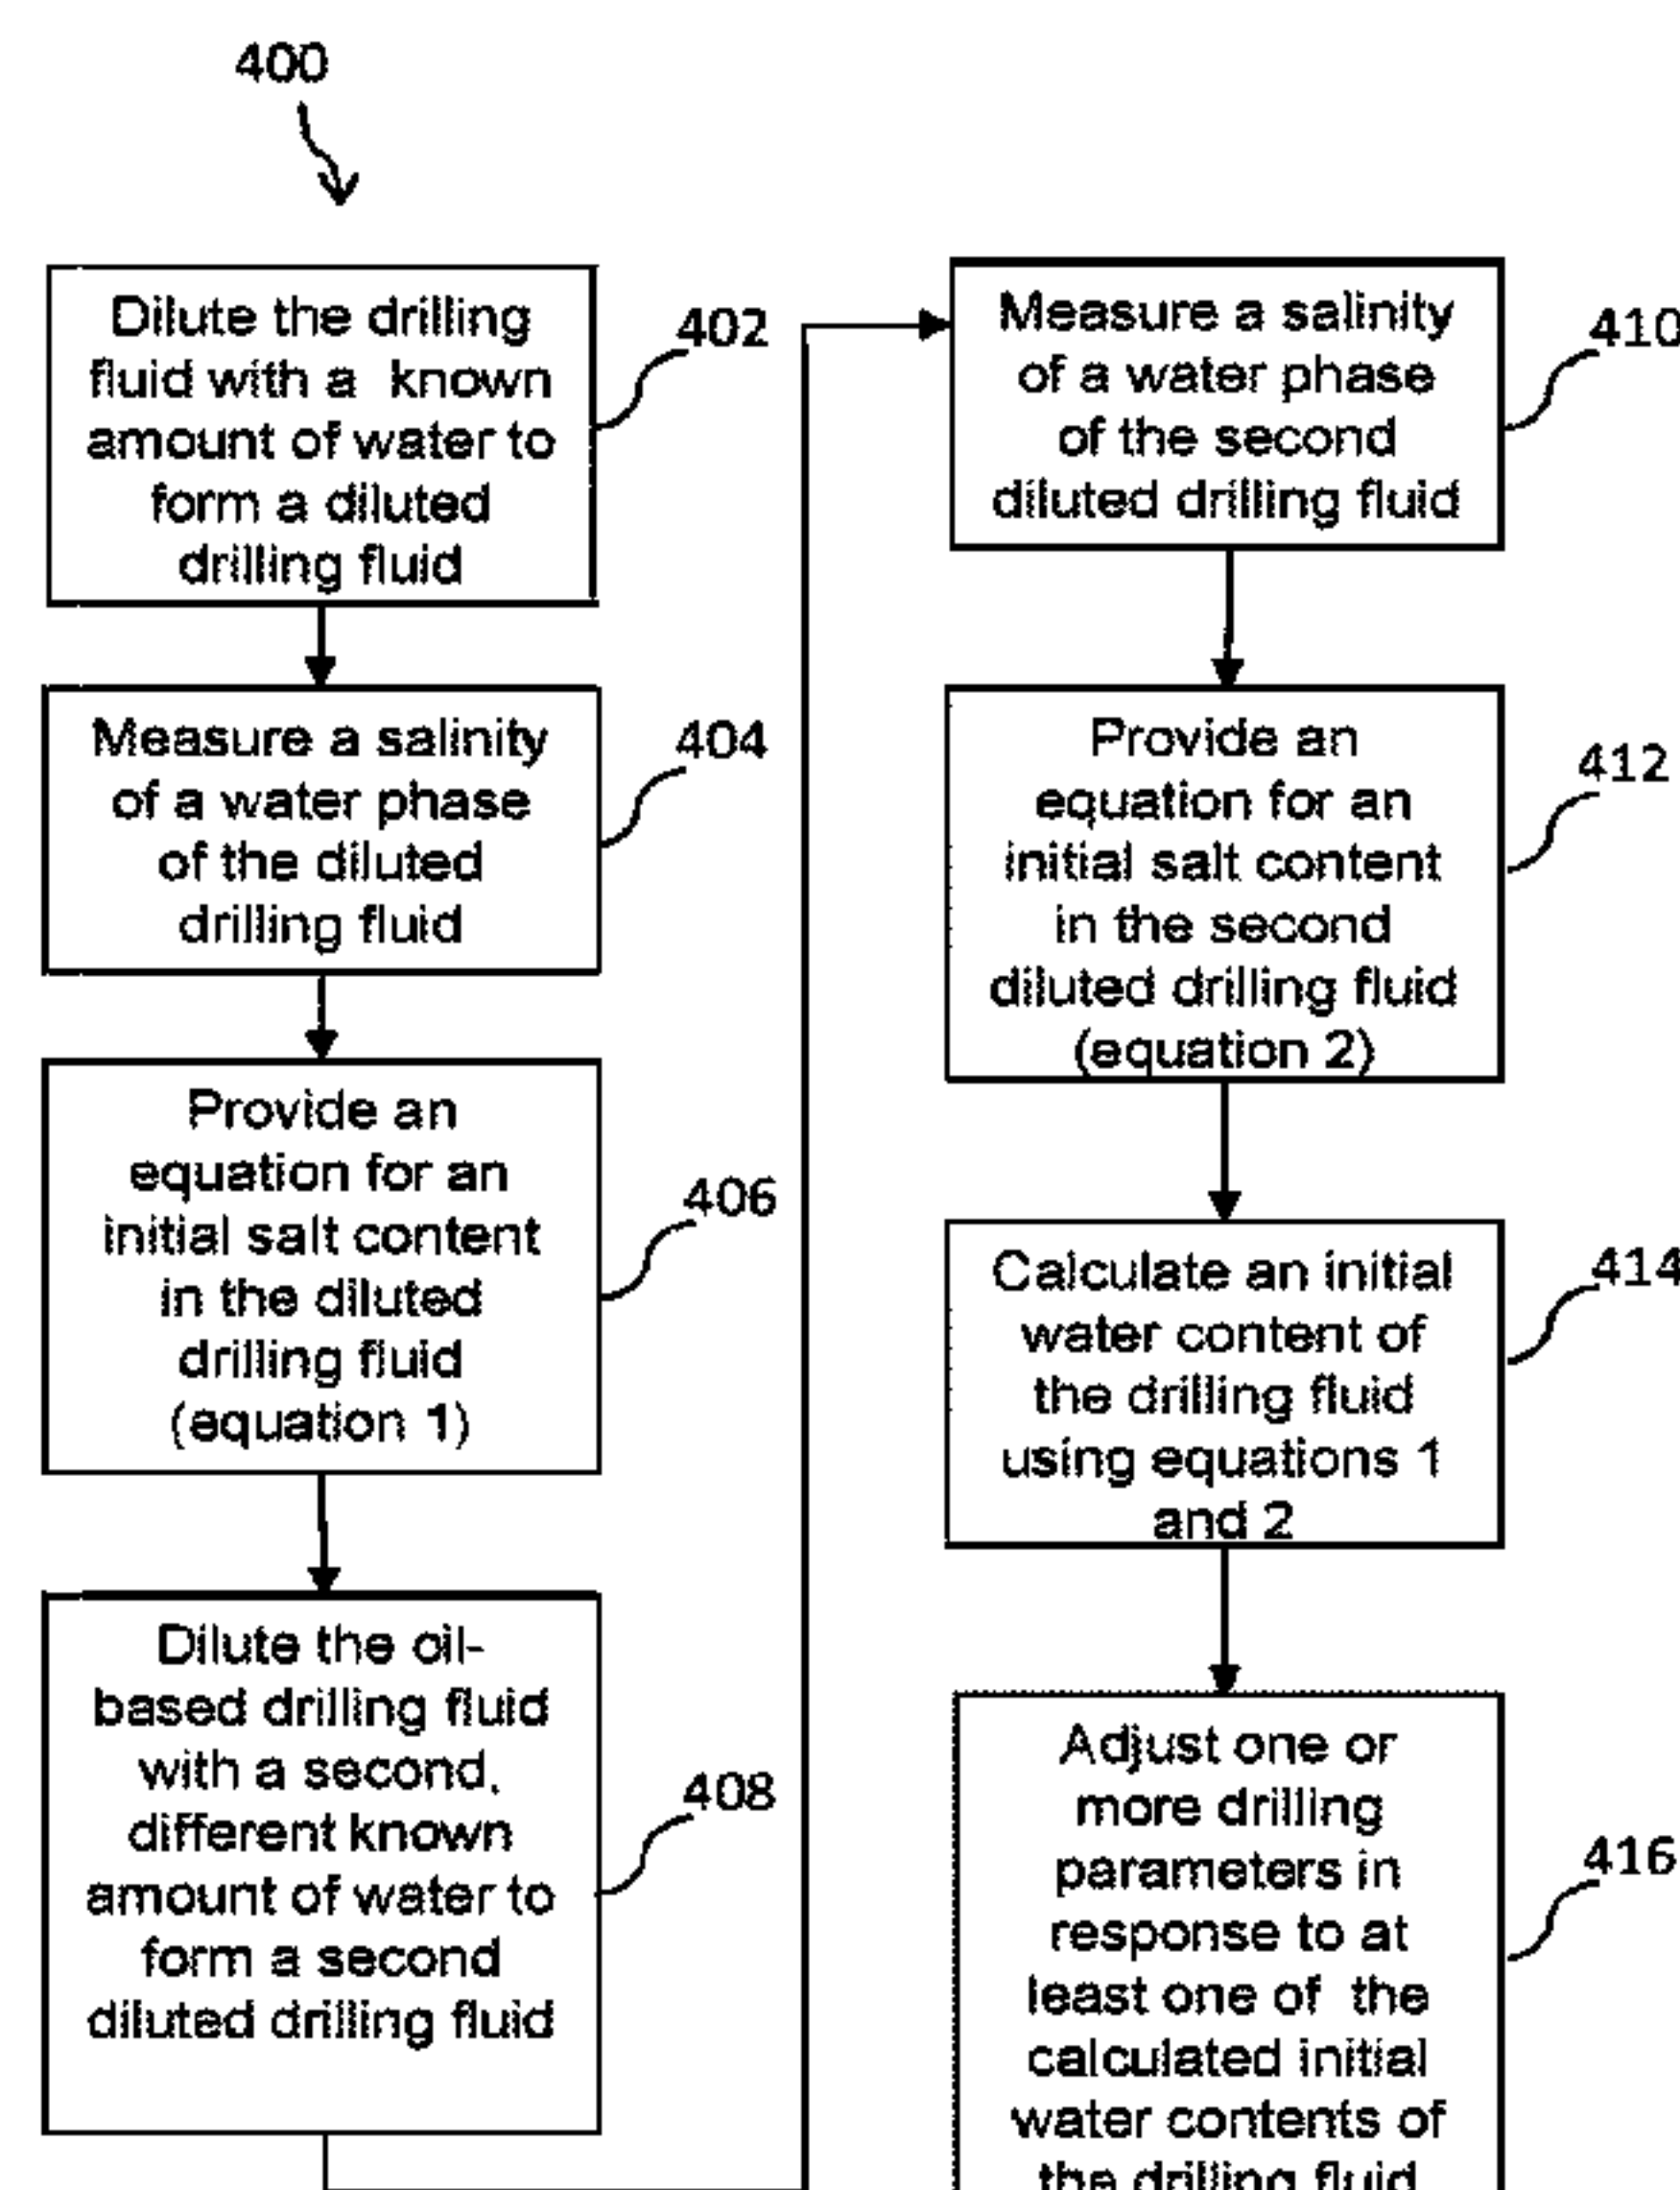 400
Dilute the drilling
fluid with a known
amount of water to
form a diluted
drilling fluid
402
Measure a salinity
of a water phase
of the diluted
drilling fluid
404
Provide an
equation for an
initial salt content
in the diluted
drilling fluid
(equation 1)
406
Dilute the oil-
based drilling fluid
with a second,
different known
amount of water to
form a second
diluted drilling fluid
408
Measure a salinity
of a water phase
of the second
diluted drilling fluid
410
Provide an
equation for an
initial salt content
in the second
diluted drilling fluid
(equation 2)
412
Calculate an initial
water content of
the drilling fluid
using equations 1
and 2
414
Adjust one or
more drilling
parameters in
response to at
least one of the
calculated initial
water contents of
the drilling fluid
416